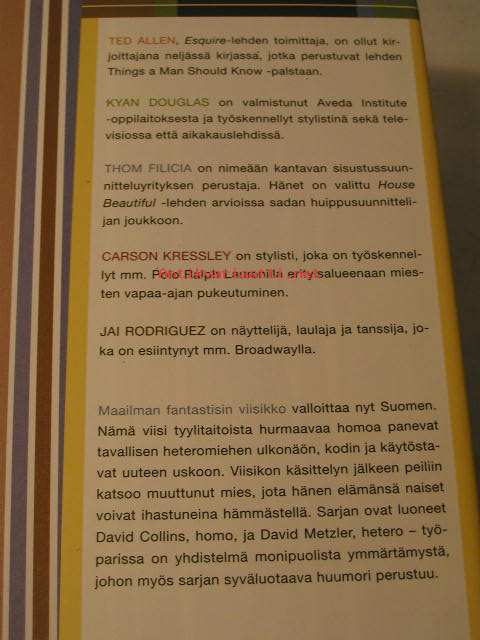 TED ALLEN, Esquire-lehden toimittaja, on ollut kir-
joittajana neljässä kirjassa, jotka perustuvat lehden
Things a Man Should Know -palstaan.
KYAN DOUGLAS on valmistunut Aveda Institute
-oppilaitoksesta ja työskennellyt stylistinä sekä tele-
visiossa että aikakauslehdissä.
THOM FILICIA on nimeään kantavan sisustussuun-
nitteluyrityksen perustaja. Hänet on valittu House
Beautiful -lehden arvioissa sadan huippusuunnitteli-
jan joukkoon.
CARSON KRESSLEY on stylisti, joka on työskennel-
lyt mm. Polo Ralph Laurenilla erityisalueenaan mies-
ten vapaa-ajan pukeutuminen.
JAI RODRIGUEZ on näyttelijä, laulaja ja tanssija, jo-
ka on esiintynyt mm. Broadwaylla.
Maailman fantastisin viisikko valloittaa nyt Suomen.
Nämä viisi tyylitaitoista hurmaavaa homoa panevat
tavallisen heteromiehen ulkonäön, kodin ja käytösta-
vat uuteen uskoon. Viisikon käsittelyn jälkeen peiliin
katsoo muuttunut mies, jota hänen elämänsä naiset
voivat ihastuneina hämmästellä. Sarjan ovat luoneet
David Collins, homo, ja David Metzler, hetero – työ-
parissa on yhdistelmä monipuolista ymmärtämystä,
johon myös sarjan syväluotaava huumori perustuu.